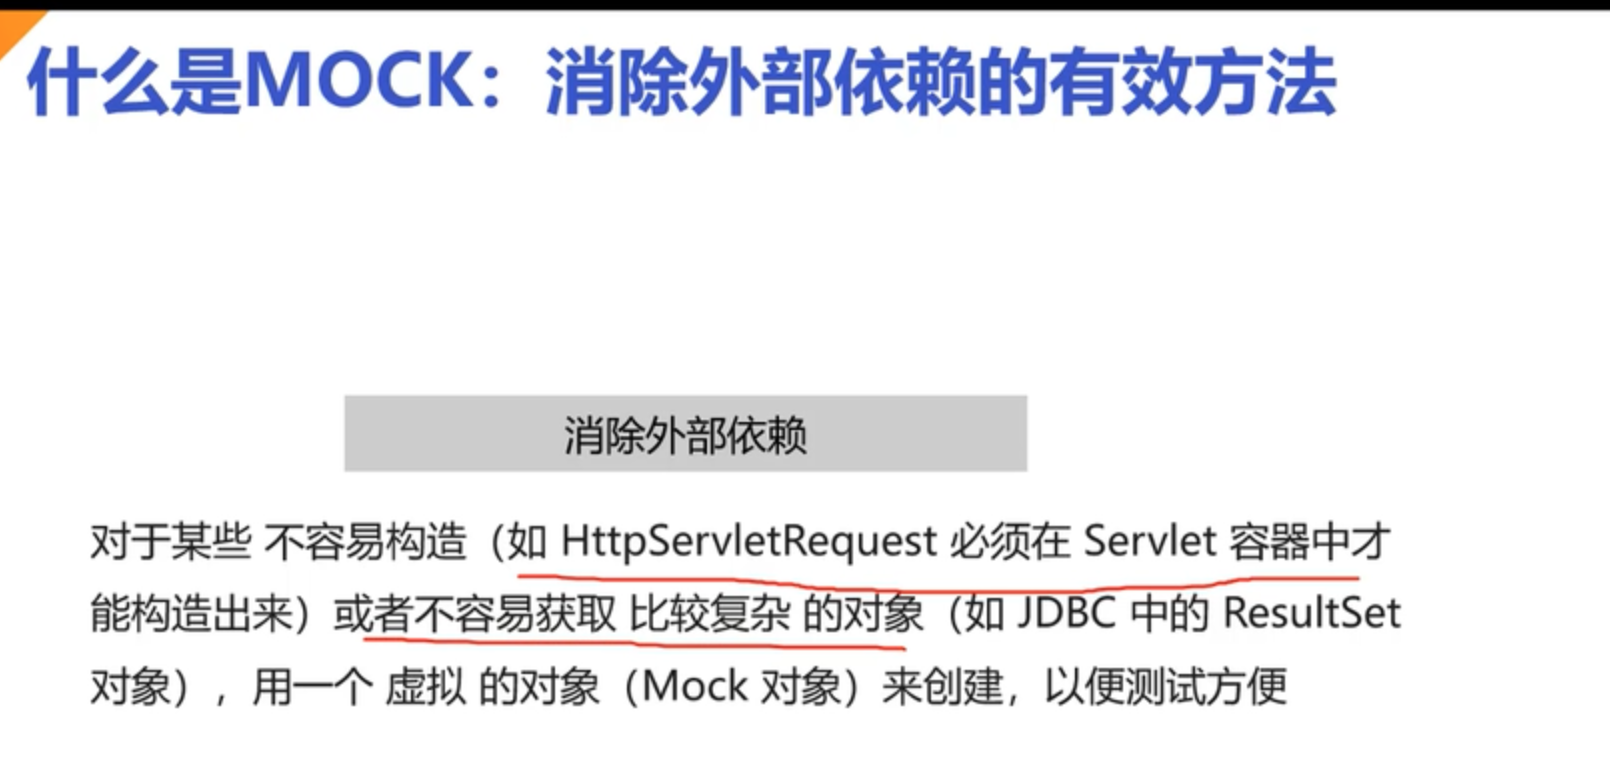 什么是MOCK：消除外部依赖的有效方法
消除外部依赖
对于某些 不容易构造（如 HttpServletRequest 必须在 Servlet 容器中才
能构造出来）或者不容易获取 比较复杂 的对象（如 JDBC 中的 ResultSet
对象），用一个 虚拟 的对象（Mock 对象）来创建，以便测试方便